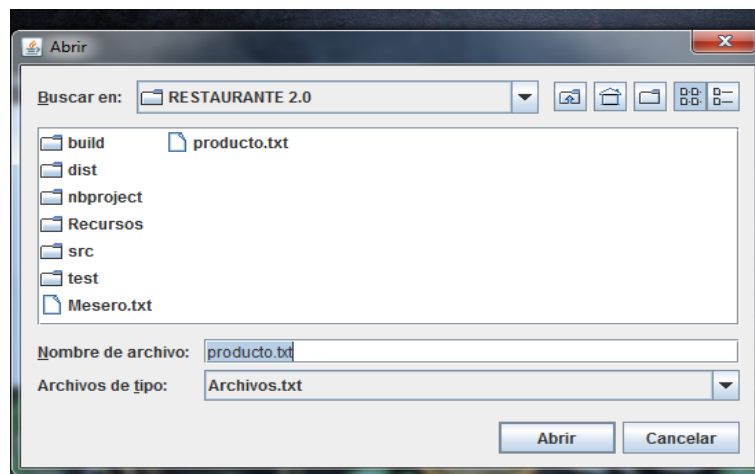 Abrir
Buscar en: RESTAURANTE 2.0
build producto.txt
dist
nbproject
Recursos
src
test
Mesero.txt
Nombre de archivo: producto.txt
Archivos de tipo: Archivos.txt
Abrir Cancelar